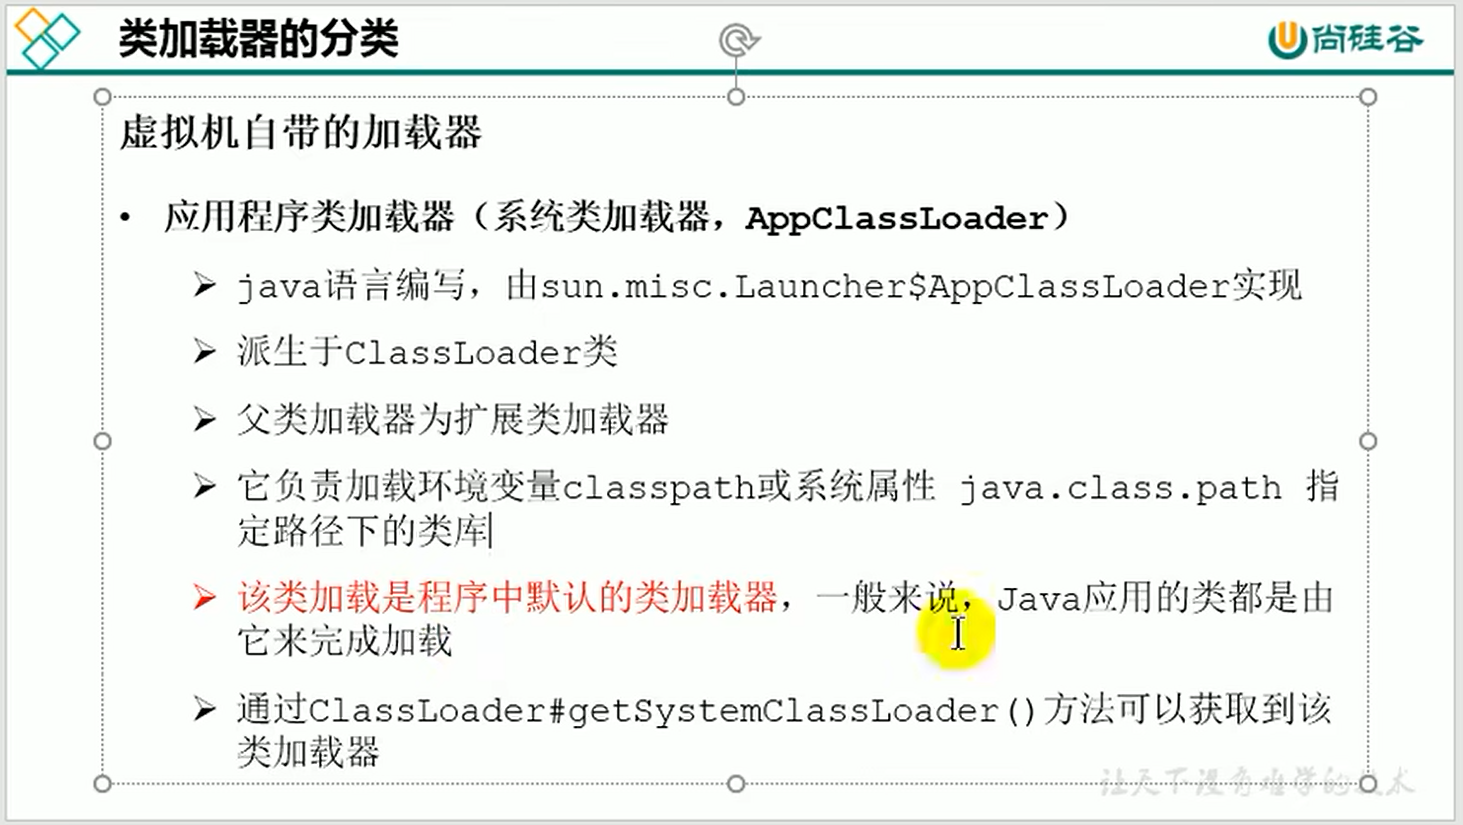 类加载器的分类
尚硅谷
虚拟机自带的加载器
• 应用程序类加载器（系统类加载器，AppClassLoader）
➢ java语言编写，由sun.misc.Launcher$AppClassLoader实现
➢ 派生于ClassLoader类
➢ 父类加载器为扩展类加载器
➢ 它负责加载环境变量classpath或系统属性 java.class.path 指
定路径下的类库
➢ 该类加载是程序中默认的类加载器，一般来说，Java应用的类都是由
它来完成加载
➢ 通过ClassLoader#getSystemClassLoader()方法可以获取到该
类加载器
让天下没有难学的技术